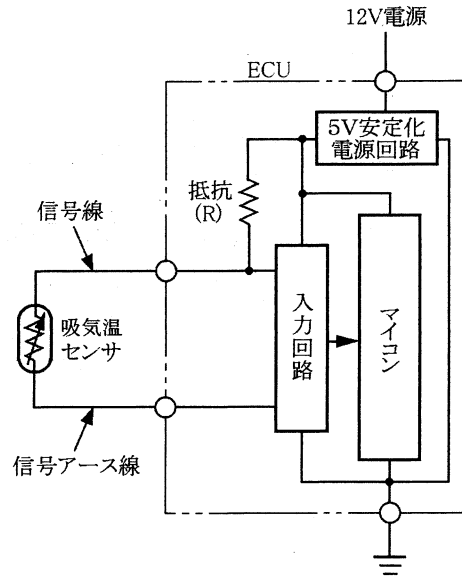 12V電源
ECU
5V安定化
電源回路
抵抗
(R)
信号線
吸気温
センサ
入力回路
マイコン
信号アース線